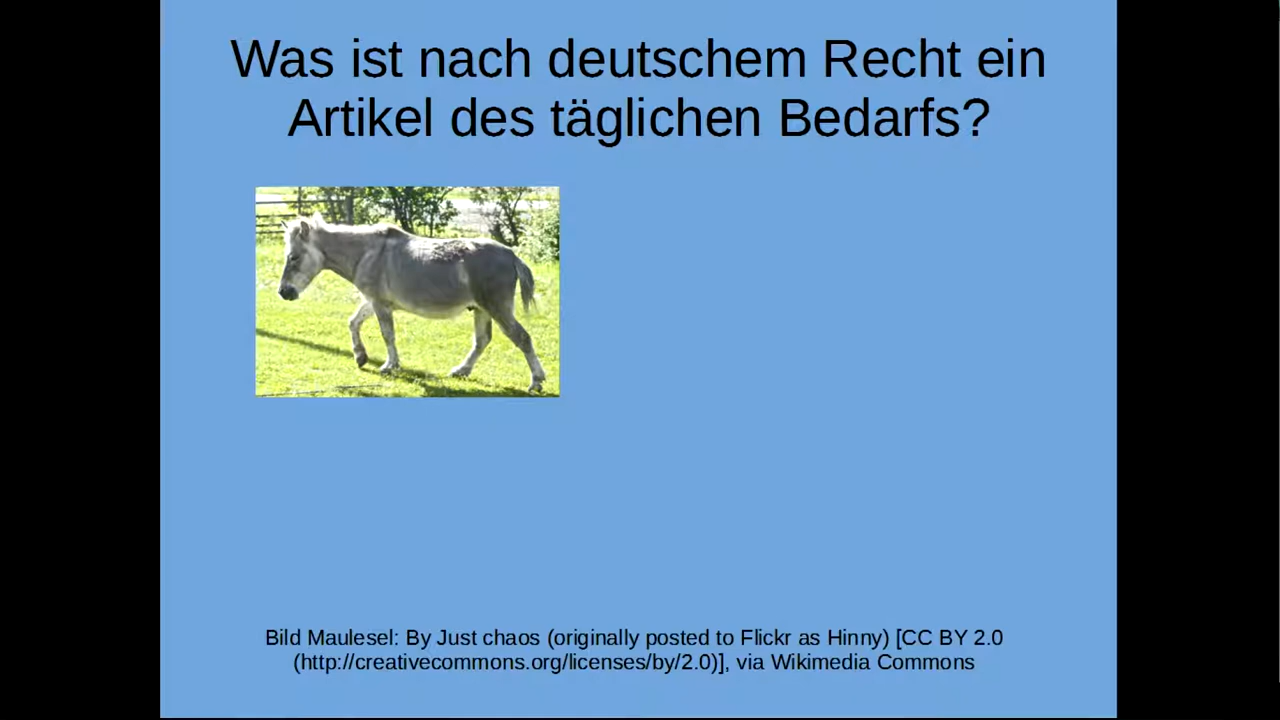 Was ist nach deutschem Recht ein
Artikel des täglichen Bedarfs?
Bild Maulesel: By Just chaos (originally posted to Flickr as Hinny) [CC BY 2.0
(http://creativecommons.org/licenses/by/2.0)], via Wikimedia Commons